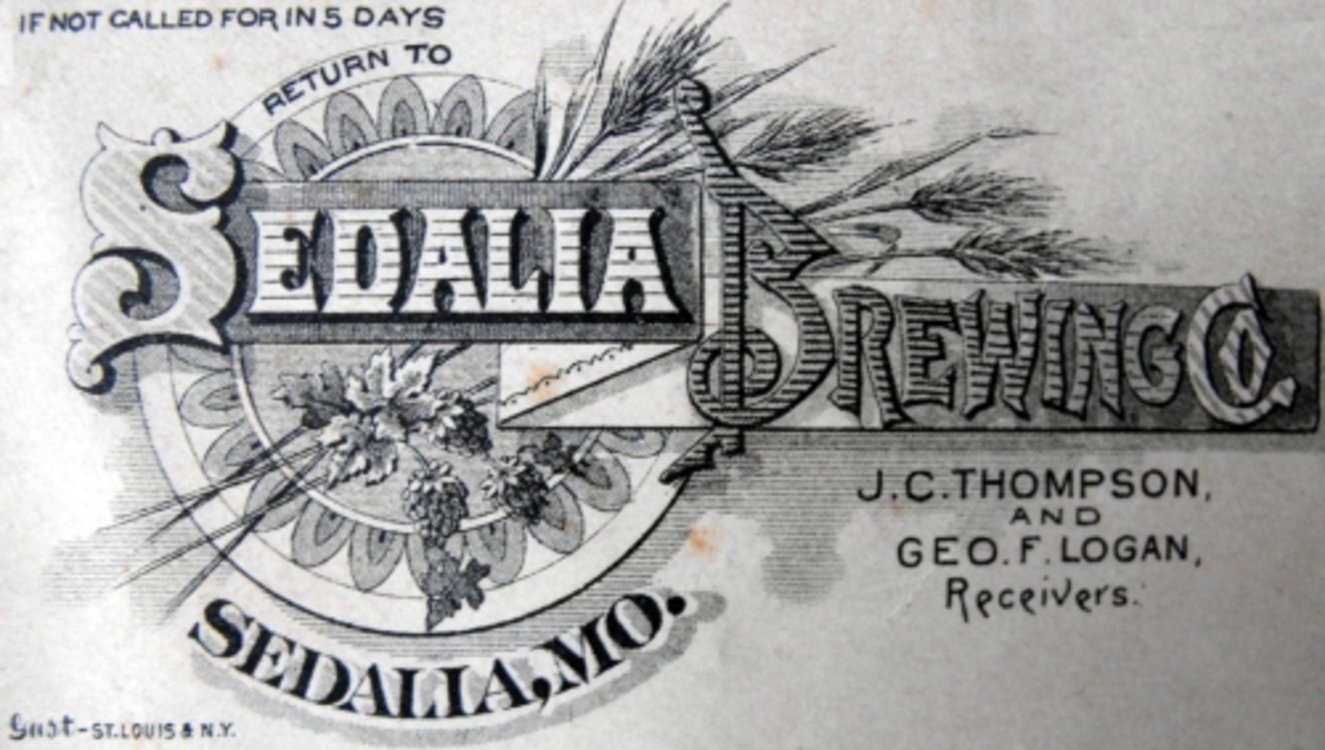 IF NOT CALLED FOR IN 5 DAYS
RETURN TO
SEDALIA
BREWING CO.
J.C. THOMPSON,
AND
GEO. F. LOGAN,
Receivers.
SEDALIA, MO.
Gast - ST. LOUIS & N.Y.